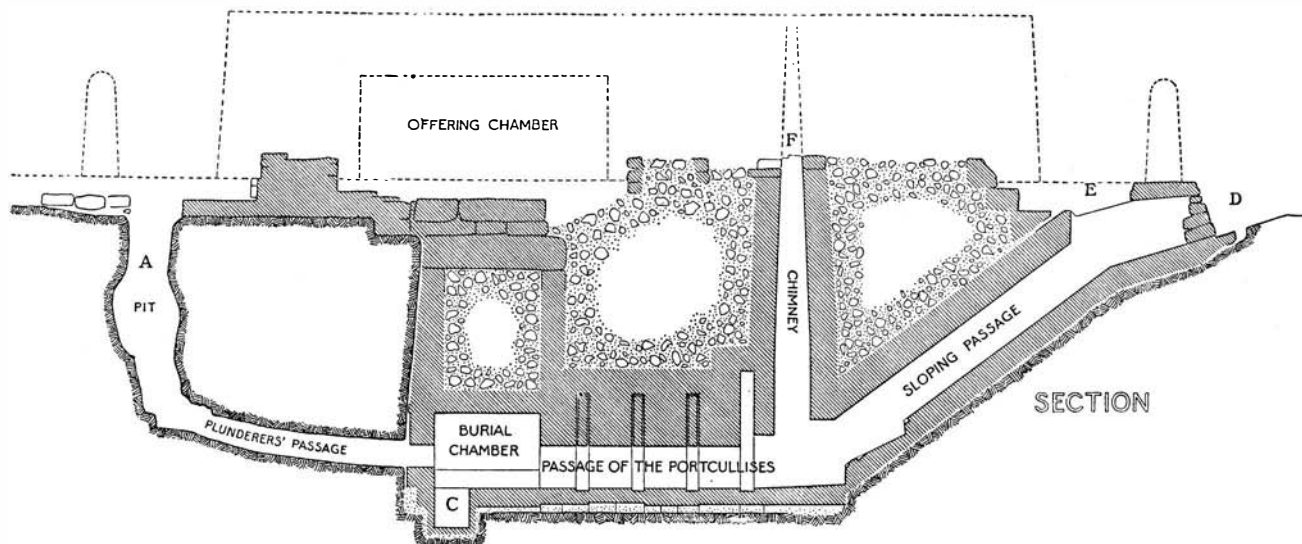 OFFERING CHAMBER
F
E
D
A
PIT
CHIMNEY
SLOPING PASSAGE
SECTION
PLUNDERERS' PASSAGE
BURIAL
CHAMBER
PASSAGE OF THE PORTCULLISES
C